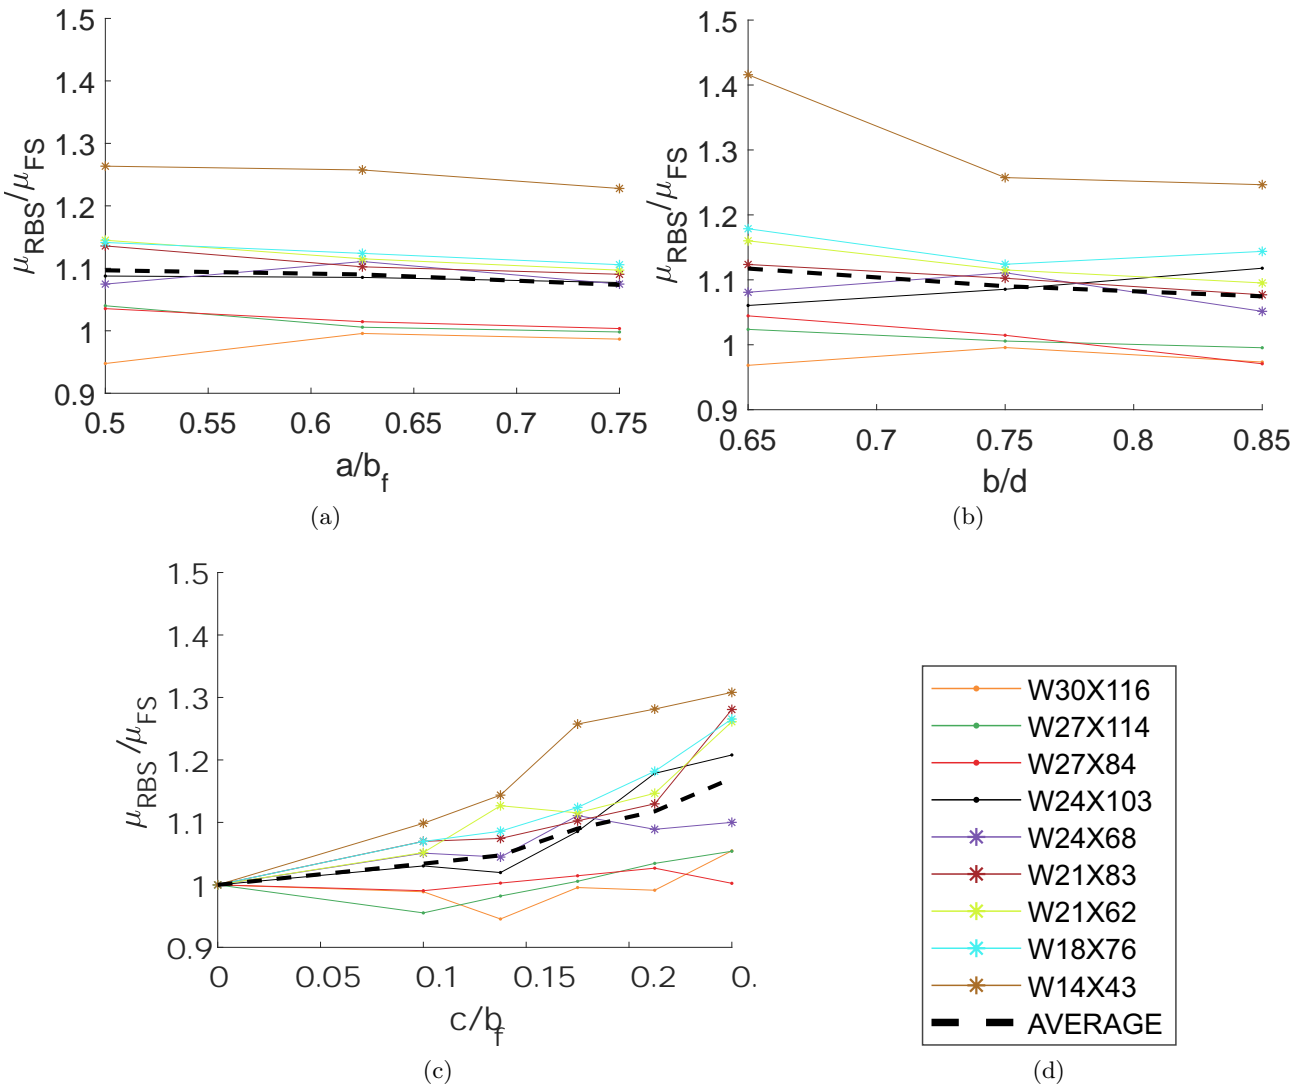 1.5
1.4
1.3
1.2
1.1
1
0.9
μRBS/μFS
0.5 0.55 0.6 0.65 0.7 0.75
a/bf
(a)
1.5
1.4
1.3
1.2
1.1
1
0.9
μRBS/μFS
0.65 0.7 0.75 0.8 0.85
b/d
(b)
1.5
1.4
1.3
1.2
1.1
1
0.9
μRBS/μFS
0 0.05 0.1 0.15 0.2 0.
c/bf
(c)
W30X116
W27X114
W27X84
W24X103
W24X68
W21X83
W21X62
W18X76
W14X43
AVERAGE
(d)